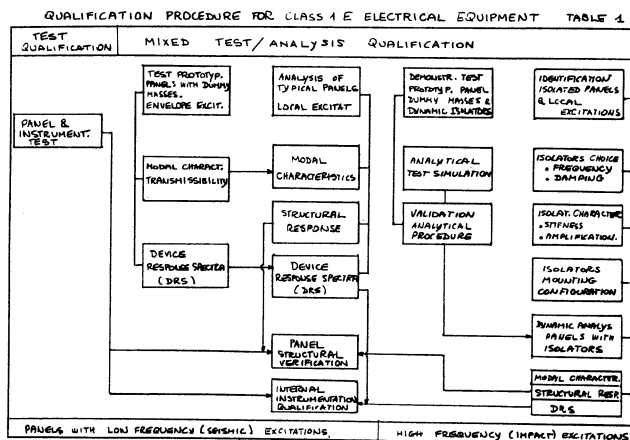 QUALIFICATION PROCEDURE FOR CLASS 1 E ELECTRICAL EQUIPMENT TABLE 1
TEST
QUALIFICATION
MIXED TEST/ANALYSIS QUALIFICATION
PANEL &
INSTRUMENT.
TEST
TEST PROTOTYP.
PANELS WITH DUMMY
MASSES.
ENVELOPE EXCIT.
MODAL CHARACT.
TRANSMISSIBILITY
DEVICE
RESPONSE SPECTRA
(DRS)
ANALYSIS OF
TYPICAL PANELS
LOCAL EXCITAT
MODAL
CHARACTERISTICS
STRUCTURAL
RESPONSE
DEVICE
RESPONSE SPECTRA
(DRS)
PANEL
STRUCTURAL
VERIFICATION
INTERNAL
INSTRUMENTATION
QUALIFICATION
DEMONSTR. TEST
PROTOTYP. PANEL
DUMMY MASSES &
DYNAMIC ISOLATORS
ANALYTICAL
TEST SIMULATION
VALIDATION
ANALYTICAL
PROCEDURE
IDENTIFICATION
ISOLATED PANELS
& LOCAL
EXCITATIONS
ISOLATORS CHOICE
• FREQUENCY
• DAMPING
ISOLAT. CHARACTER
• STIFNESS
• AMPLIFICATION.
ISOLATORS
MOUNTING
CONFIGURATION
DYNAMIC ANALYS
PANELS WITH
ISOLATORS
MODAL CHARACTER.
STRUCTURAL RESP.
DRS
PANELS WITH LOW FREQUENCY (SEISMIC) EXCITATIONS.
HIGH FREQUENCY (IMPACT) EXCITATIONS